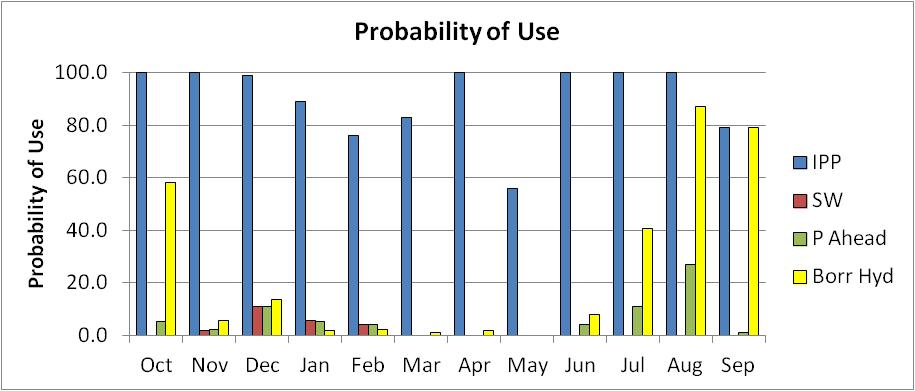 Probability of Use
Probability of Use
100.0
80.0
60.0
40.0
20.0
0.0
Oct Nov Dec Jan Feb Mar Apr May Jun Jul Aug Sep
IPP
SW
P Ahead
Borr Hyd